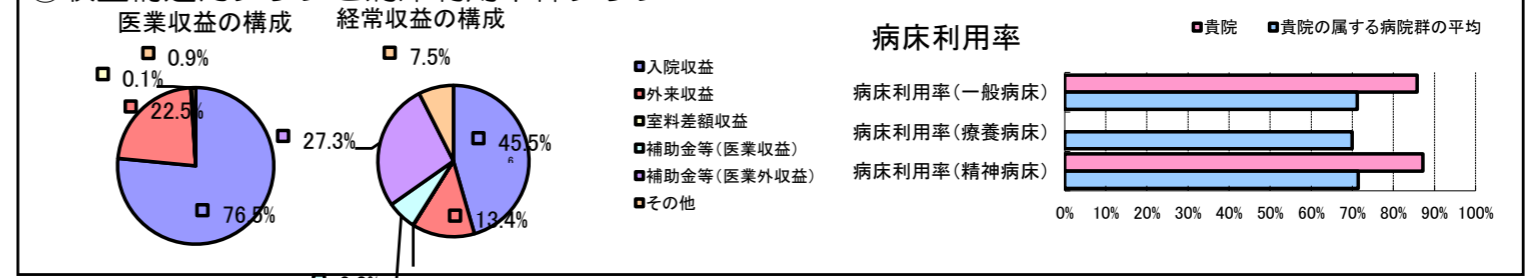 医業収益の構成
経常収益の構成
0.9%
0.1%
22.5%
76.5%
7.5%
27.3%
45.5%
13.4%
入院収益
外来収益
室料差額収益
補助金等(医業収益)
補助金等(医業外収益)
その他
病床利用率
貴院
貴院の属する病院群の平均
病床利用率(一般病床)
病床利用率(療養病床)
病床利用率(精神病床)
0% 10% 20% 30% 40% 50% 60% 70% 80% 90% 100%